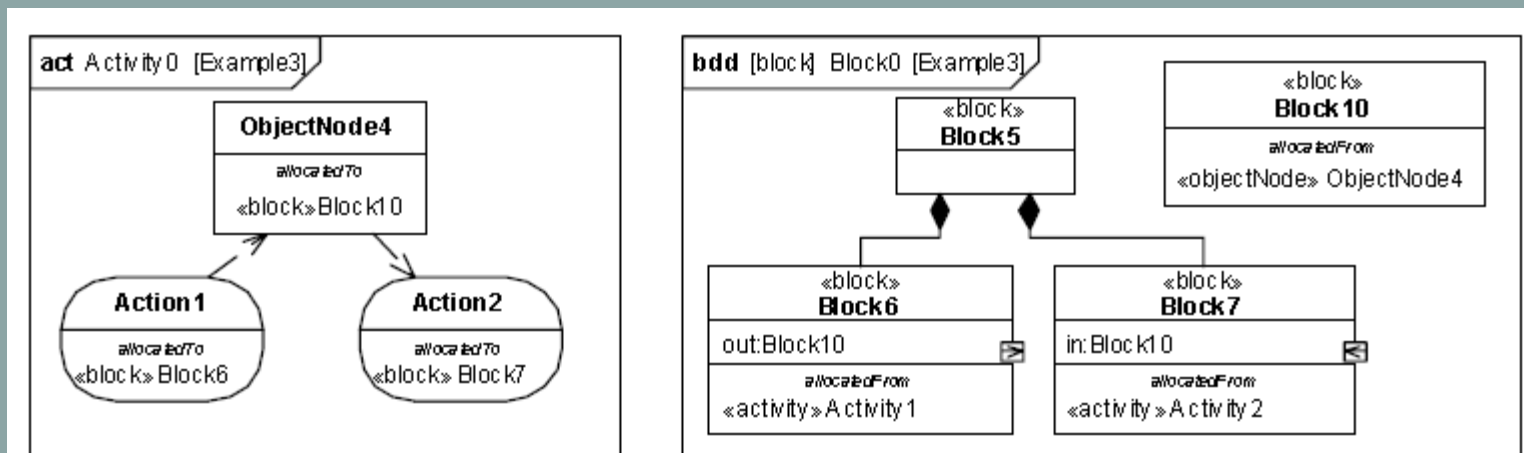 act Activity0 [Example3]
ObjectNode4
allocatedTo
«block»Block10
Action1
allocatedTo
«block» Block6
Action2
allocatedTo
«block» Block7
bdd [block] Block0 [Example3]
«block»
Block5
«block»
Block10
allocatedFrom
«objectNode» ObjectNode4
«block»
Block6
out:Block10
allocatedFrom
«activity»Activity1
«block»
Block7
in:Block10
allocatedFrom
«activity»Activity2